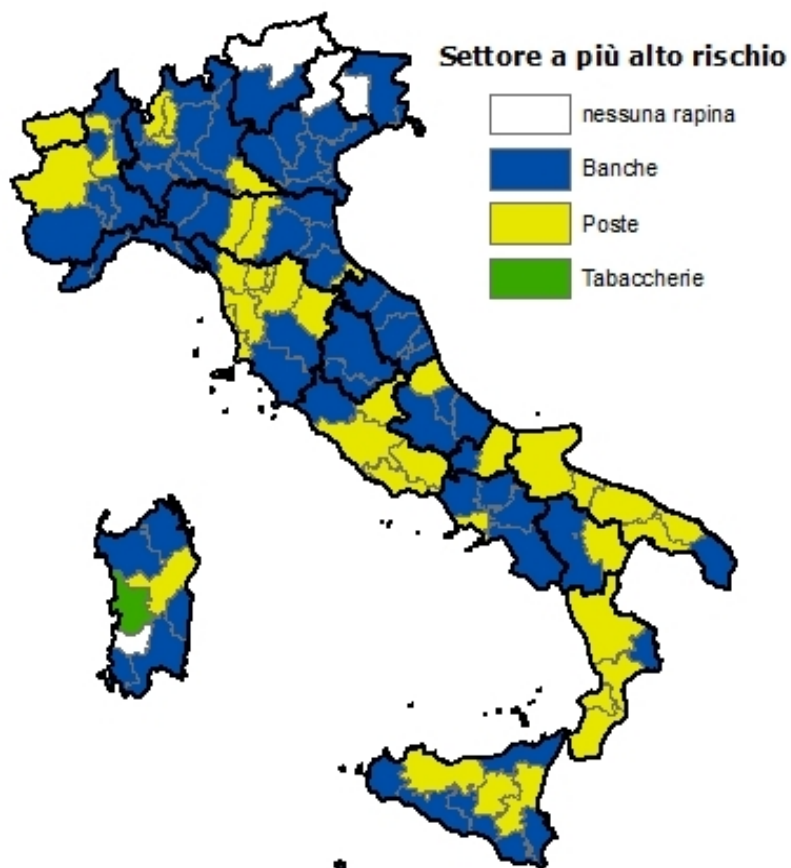 Settore a più alto rischio
nessuna rapina
Banche
Poste
Tabaccherie